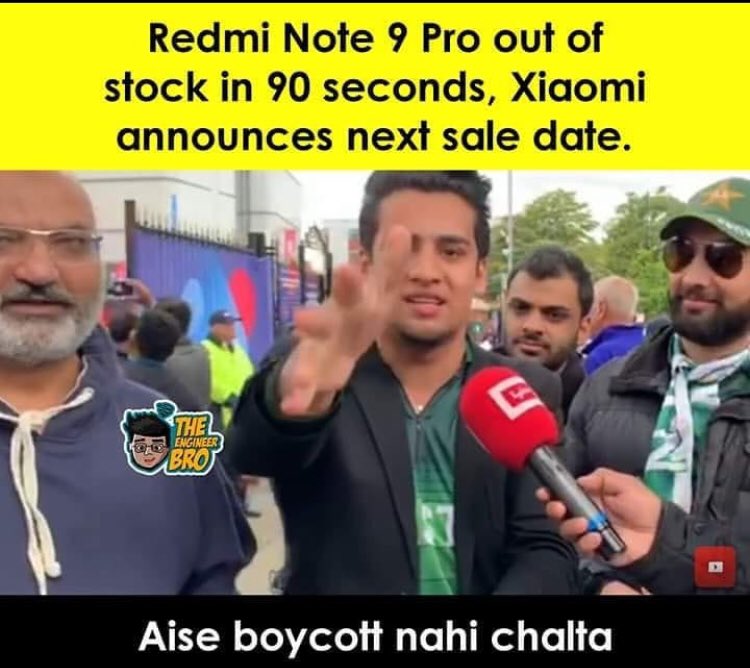 Redmi Note 9 Pro out of
stock in 90 seconds, Xiaomi
announces next sale date.
THE
ENGINEER
BRO
Aise boycott nahi chalta